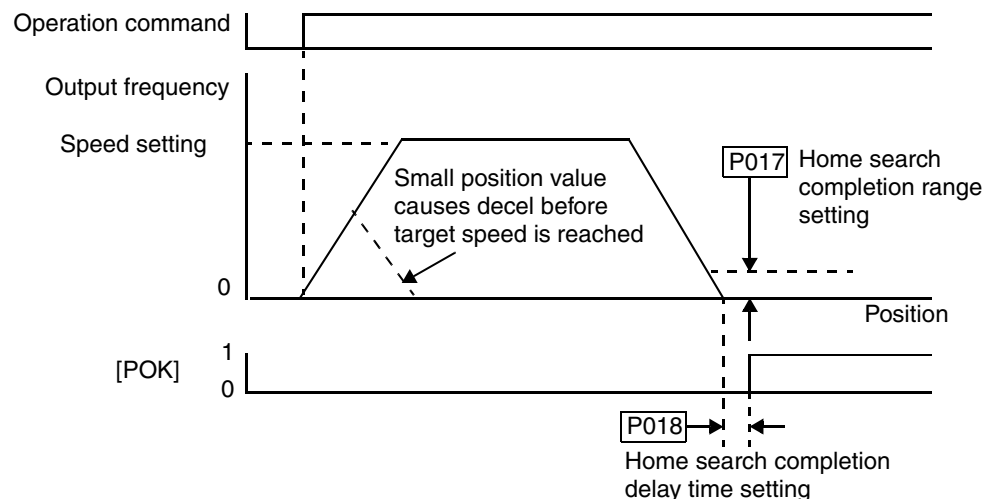 Operation command
Output frequency
Speed setting
Small position value
causes decel before
target speed is reached
P017
Home search
completion range
setting
0
Position
[POK]
1
0
P018
Home search completion
delay time setting